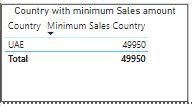 Country with minimum Sales amount
Country Minimum Sales Country
UAE 49950
Total 49950